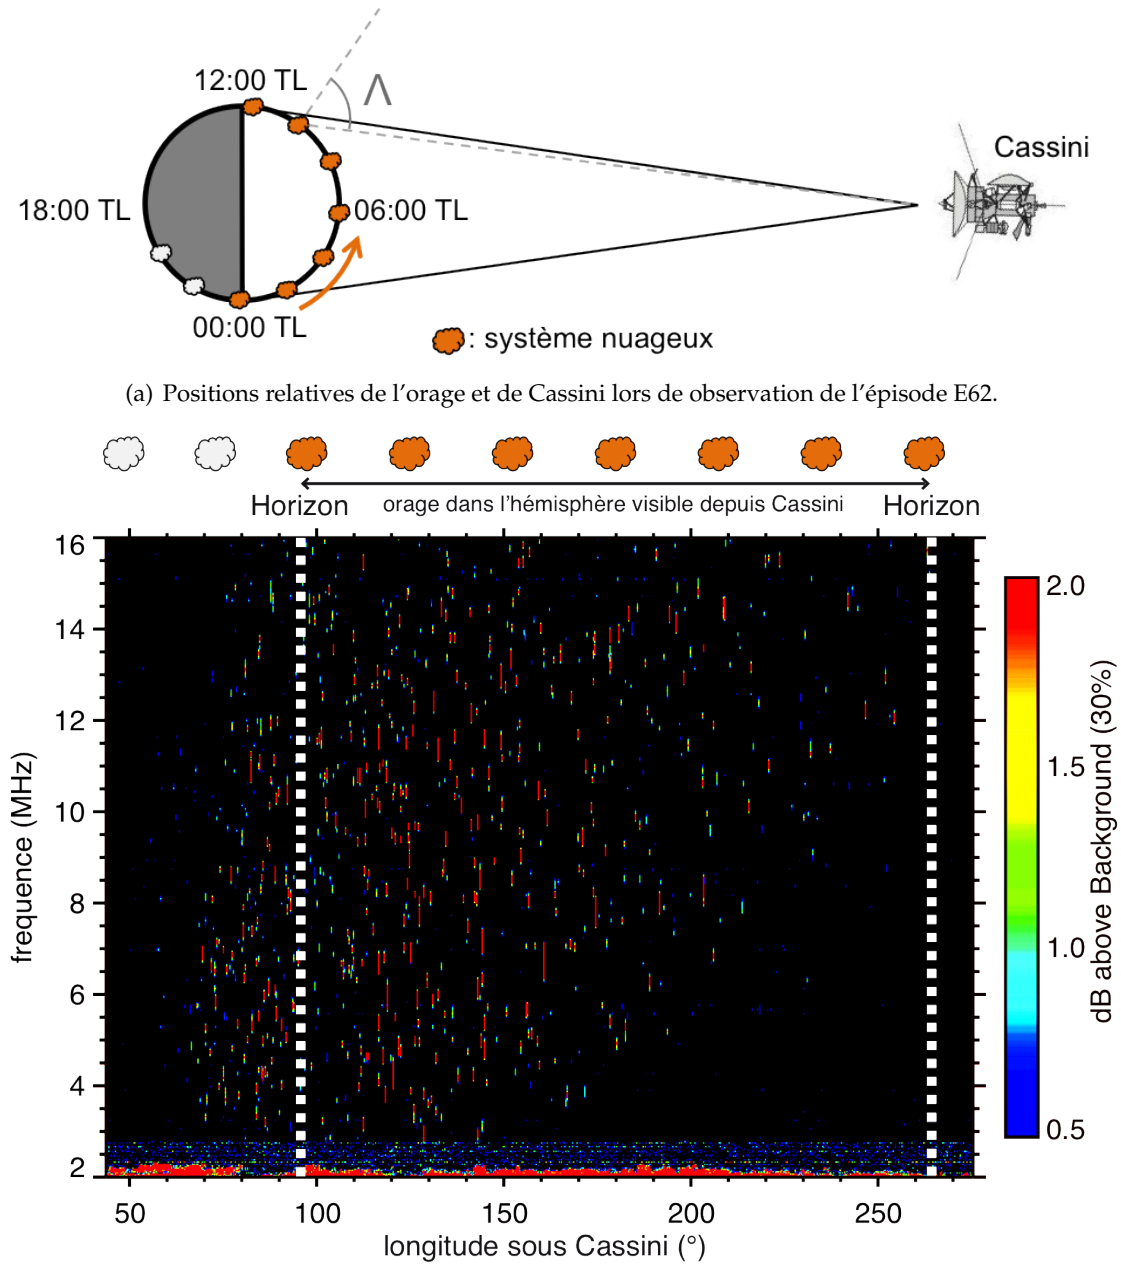 12:00 TL
Λ
Cassini
18:00 TL
06:00 TL
00:00 TL
: système nuageux
(a) Positions relatives de l'orage et de Cassini lors de observation de l'épisode E62.
Horizon
orage dans l'hémisphère visible depuis Cassini
Horizon
16
14
12
10
8
6
4
2
frequence (MHz)
50
100
150
200
250
longitude sous Cassini (°)
2.0
1.5
1.0
0.5
dB above Background (30%)